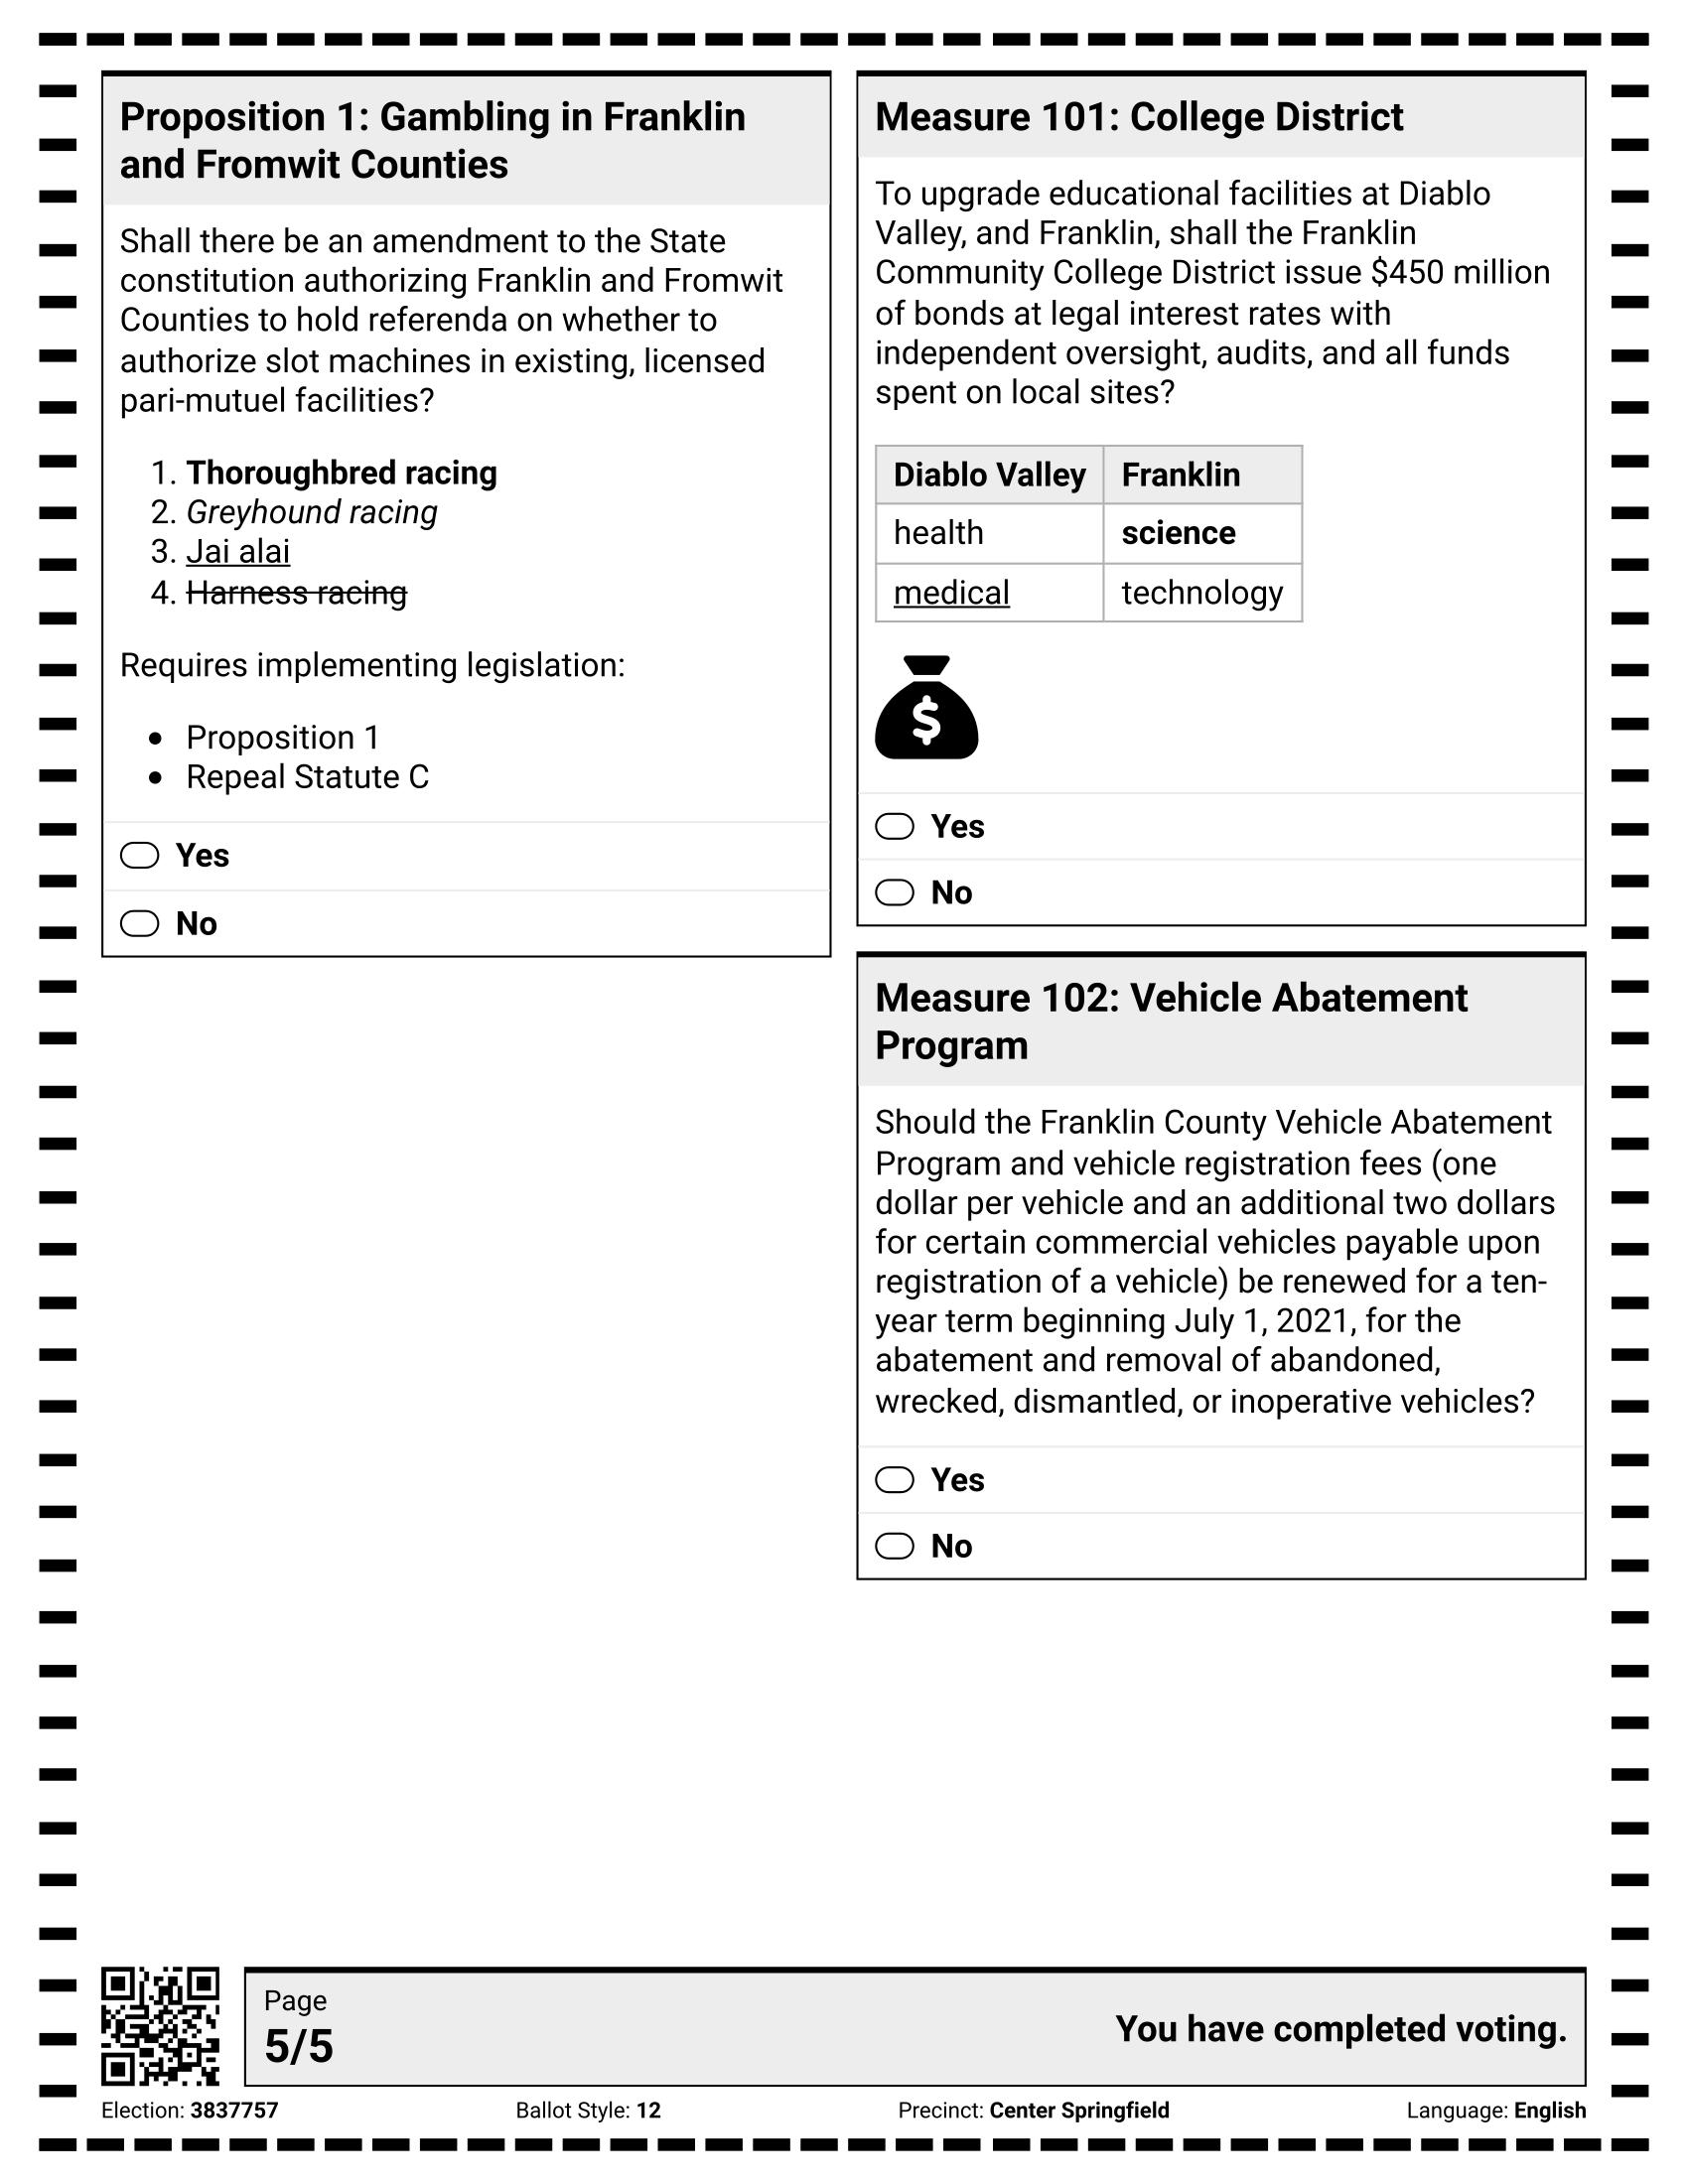 Proposition 1: Gambling in Franklin
and Fromwit Counties
Shall there be an amendment to the State
constitution authorizing Franklin and Fromwit
Counties to hold referenda on whether to
authorize slot machines in existing, licensed
pari-mutuel facilities?
1. Thoroughbred racing
2. Greyhound racing
3. Jai alai
4. Harness racing
Requires implementing legislation:
• Proposition 1
• Repeal Statute C
Yes
No
Measure 101: College District
To upgrade educational facilities at Diablo
Valley, and Franklin, shall the Franklin
Community College District issue $450 million
of bonds at legal interest rates with
independent oversight, audits, and all funds
spent on local sites?
Diablo Valley Franklin
health science
medical technology
$
Yes
No
Measure 102: Vehicle Abatement
Program
Should the Franklin County Vehicle Abatement
Program and vehicle registration fees (one
dollar per vehicle and an additional two dollars
for certain commercial vehicles payable upon
registration of a vehicle) be renewed for a ten-
year term beginning July 1, 2021, for the
abatement and removal of abandoned,
wrecked, dismantled, or inoperative vehicles?
Yes
No
Page
5/5
You have completed voting.
Election: 3837757 Ballot Style: 12 Precinct: Center Springfield Language: English